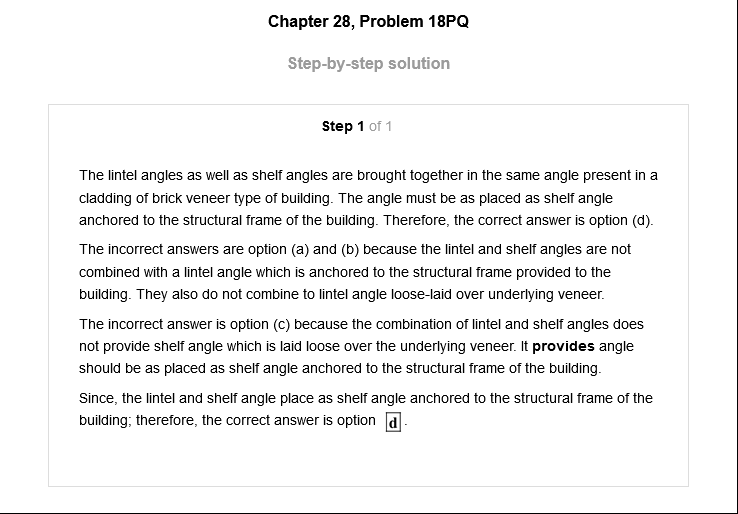 Chapter 28, Problem 18PQ
Step-by-step solution
Step 1 of 1
The lintel angles as well as shelf angles are brought together in the same angle present in a
cladding of brick veneer type of building. The angle must be as placed as shelf angle
anchored to the structural frame of the building. Therefore, the correct answer is option (d).
The incorrect answers are option (a) and (b) because the lintel and shelf angles are not
combined with a lintel angle which is anchored to the structural frame provided to the
building. They also do not combine to lintel angle loose-laid over underlying veneer.
The incorrect answer is option (c) because the combination of lintel and shelf angles does
not provide shelf angle which is laid loose over the underlying veneer. It provides angle
should be as placed as shelf angle anchored to the structural frame of the building.
Since, the lintel and shelf angle place as shelf angle anchored to the structural frame of the
building; therefore, the correct answer is option d.